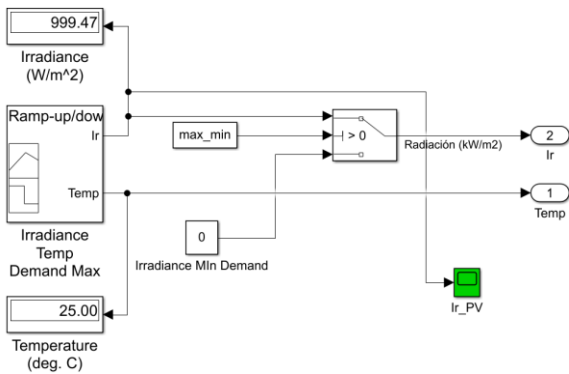 999.47
Irradiance
(W/m^2)
Ramp-up/dow
Ir
Temp
Irradiance
Temp
Demand Max
max_min
> 0
Radiación (kW/m2)
2
Ir
1
Temp
0
Irradiance MIn Demand
Ir_PV
25.00
Temperature
(deg. C)